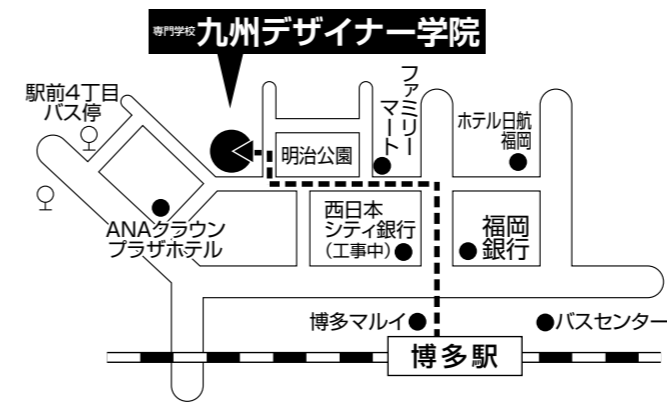 専門学校 九州デザイナー学院
駅前4丁目
バス停
ファミリー
マート
ホテル日航
福岡
明治公園
ANAクラウン
プラザホテル
西日本
シティ銀行
（工事中）
福岡
銀行
博多マルイ
バスセンター
博多駅